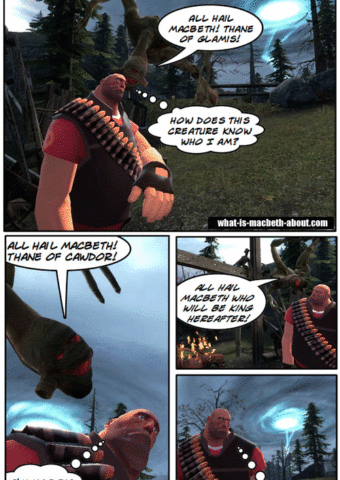 ALL HAIL
MACBETH! THANE
OF GLAMIS!
HOW DOES THIS
CREATURE KNOW
WHO I AM?
what-is-macbeth-about.com
ALL HAIL MACBETH!
THANE OF CAWDOR!
ALL HAIL
MACBETH WHO
WILL BE KING
HEREAFTER!